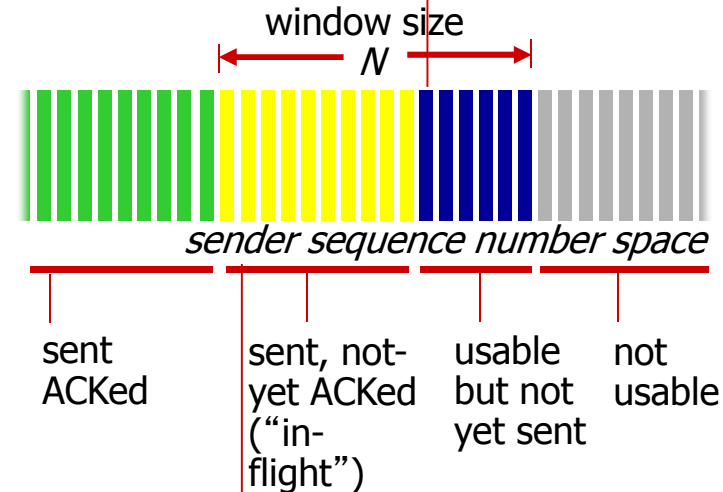 window size
N
sender sequence number space
sent
ACKed
sent, not-
yet ACKed
(“in-
flight”)
usable
but not
yet sent
not
usable